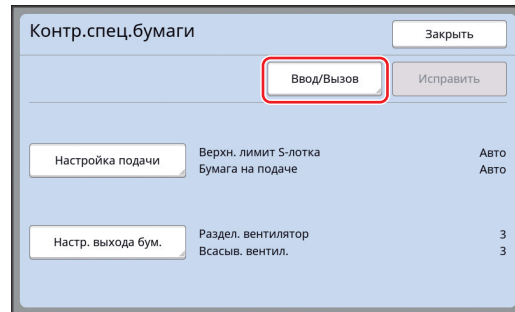 Контр.спец.бумаги
Закрыть
Ввод/Вызов
Исправить
Настройка подачи
Верхн. лимит S-лотка
Авто
Бумага на подаче
Авто
Настр. выхода бум.
Раздел. вентилятор
3
Всасыв. вентил.
3